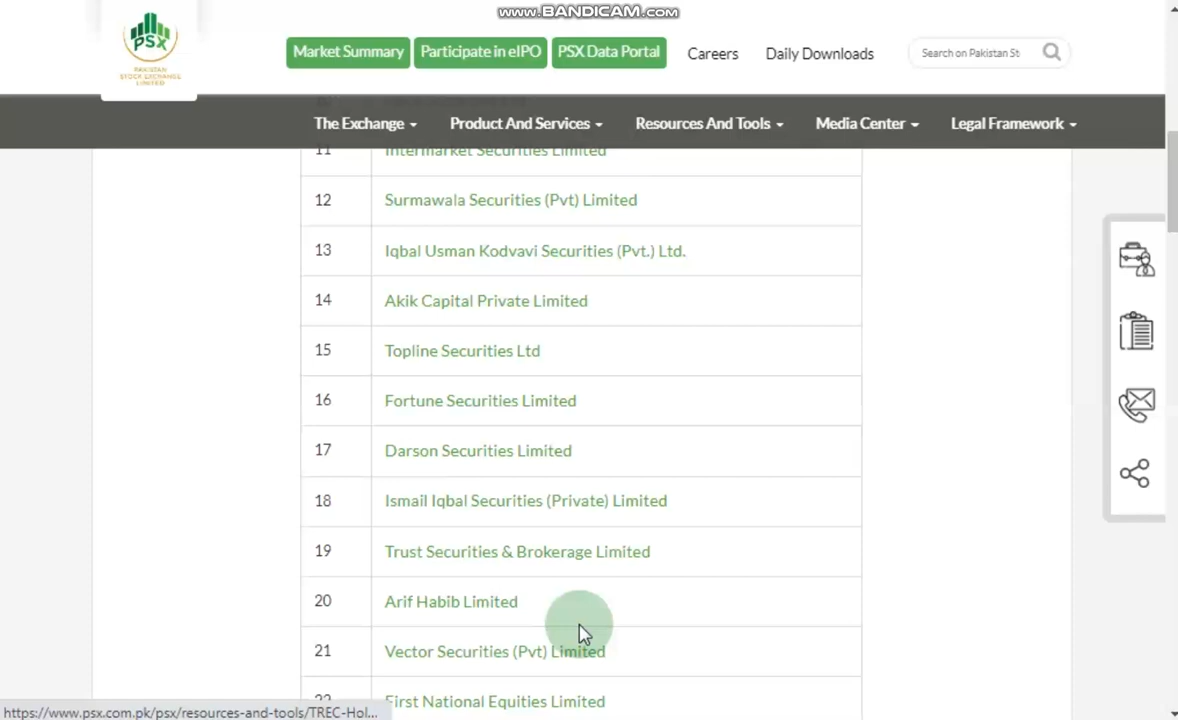 www.BANDICAM.com
PSX
PAKISTAN
STOCK EXCHANGE
LIMITED
Market Summary
Participate in eIPO
PSX Data Portal
Careers
Daily Downloads
Search on Pakistan St
The Exchange
Product And Services
Resources And Tools
Media Center
Legal Framework
11 Intermarket Securities Limited
12 Surmawala Securities (Pvt) Limited
13 Iqbal Usman Kodvavi Securities (Pvt.) Ltd.
14 Akik Capital Private Limited
15 Topline Securities Ltd
16 Fortune Securities Limited
17 Darson Securities Limited
18 Ismail Iqbal Securities (Private) Limited
19 Trust Securities & Brokerage Limited
20 Arif Habib Limited
21 Vector Securities (Pvt) Limited
22 First National Equities Limited
https://www.psx.com.pk/psx/resources-and-tools/TREC-Hol...